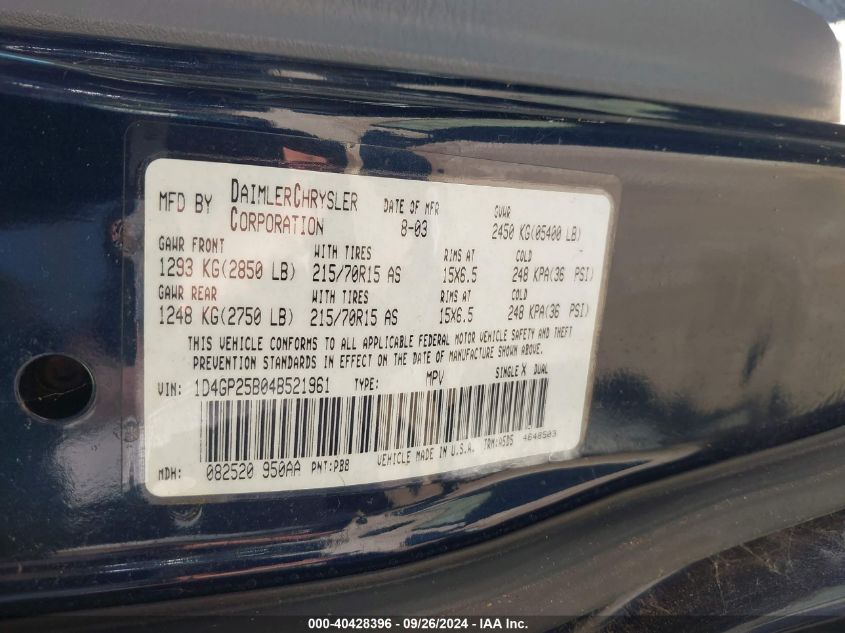 MFD BY DAIMLERCHRYSLER CORPORATION DATE OF MFR 8-03 GVWR 2450 KG(05400 LB)
GAWR FRONT WITH TIRES RIMS AT COLD
1293 KG(2850 LB) 215/70R15 AS 15X6.5 248 KPA(36 PSI)
GAWR REAR WITH TIRES RIMS AT COLD
1248 KG(2750 LB) 215/70R15 AS 15X6.5 248 KPA(36 PSI)
THIS VEHICLE CONFORMS TO ALL APPLICABLE FEDERAL MOTOR VEHICLE SAFETY AND THEFT
PREVENTION STANDARDS IN EFFECT ON THE DATE OF MANUFACTURE SHOWN ABOVE.
VIN: 1D4GP25B04B521961 TYPE: MPV SINGLE X DUAL
MDH: 082520 950AA PNT:PB8 VEHICLE MADE IN U.S.A. TRM:A5D5 4648503
000-40428396 - 09/26/2024 - IAA Inc.